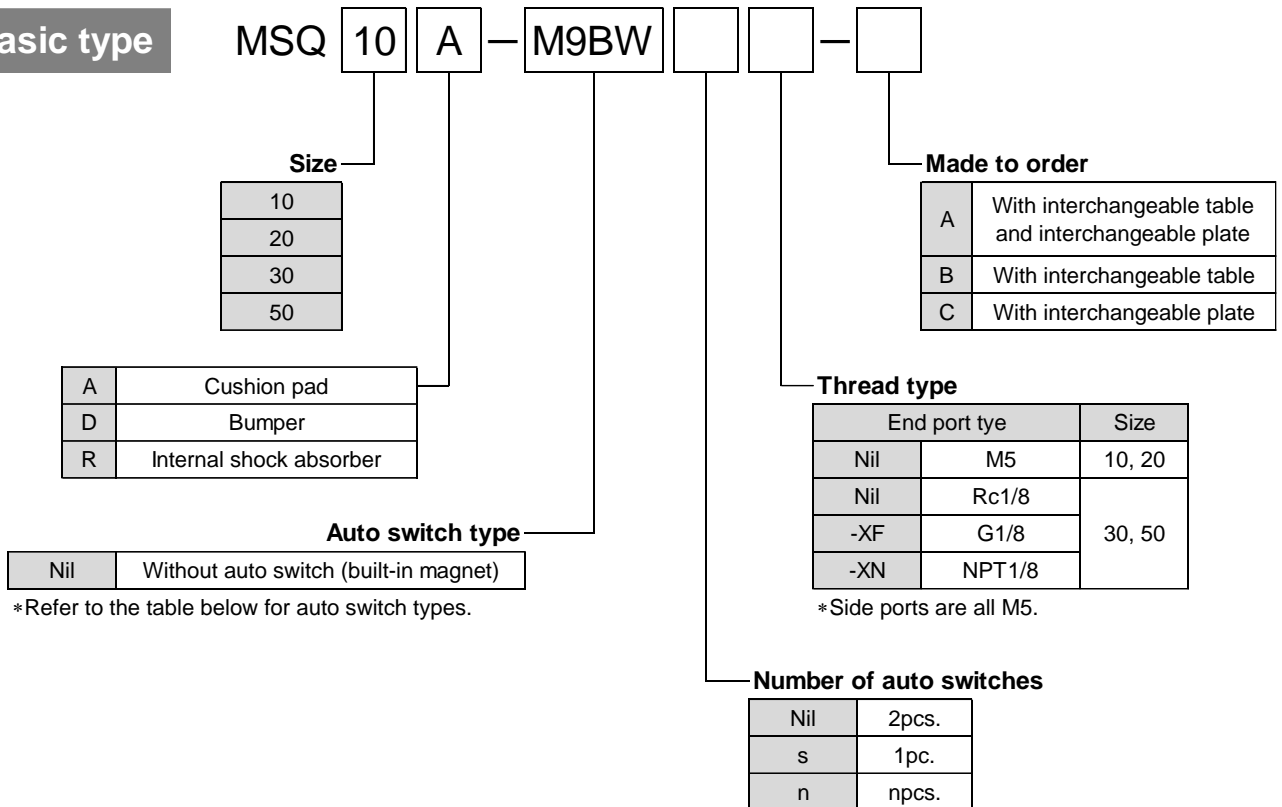 asic type
MSQ 10 A － M9BW －
Size
10
20
30
50
Made to order
A With interchangeable table
and interchangeable plate
B With interchangeable table
C With interchangeable plate
A Cushion pad
D Bumper
R Internal shock absorber
Thread type
End port tye Size
Nil M5 10, 20
Nil Rc1/8
-XF G1/8 30, 50
-XN NPT1/8
*Side ports are all M5.
Auto switch type
Nil Without auto switch (built-in magnet)
*Refer to the table below for auto switch types.
Number of auto switches
Nil 2pcs.
s 1pc.
n npcs.